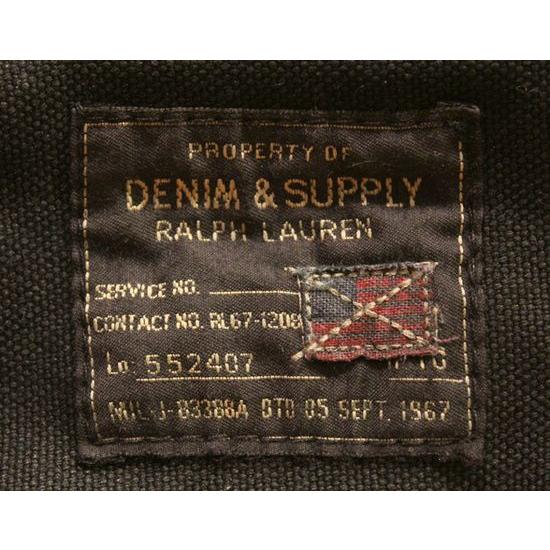 PROPERTY OF
DENIM & SUPPLY
RALPH LAUREN
SERVICE NO.
CONTACT NO. RL67-1208
Lo: 552407
MIL-J-83388A DTD 05 SEPT. 1967